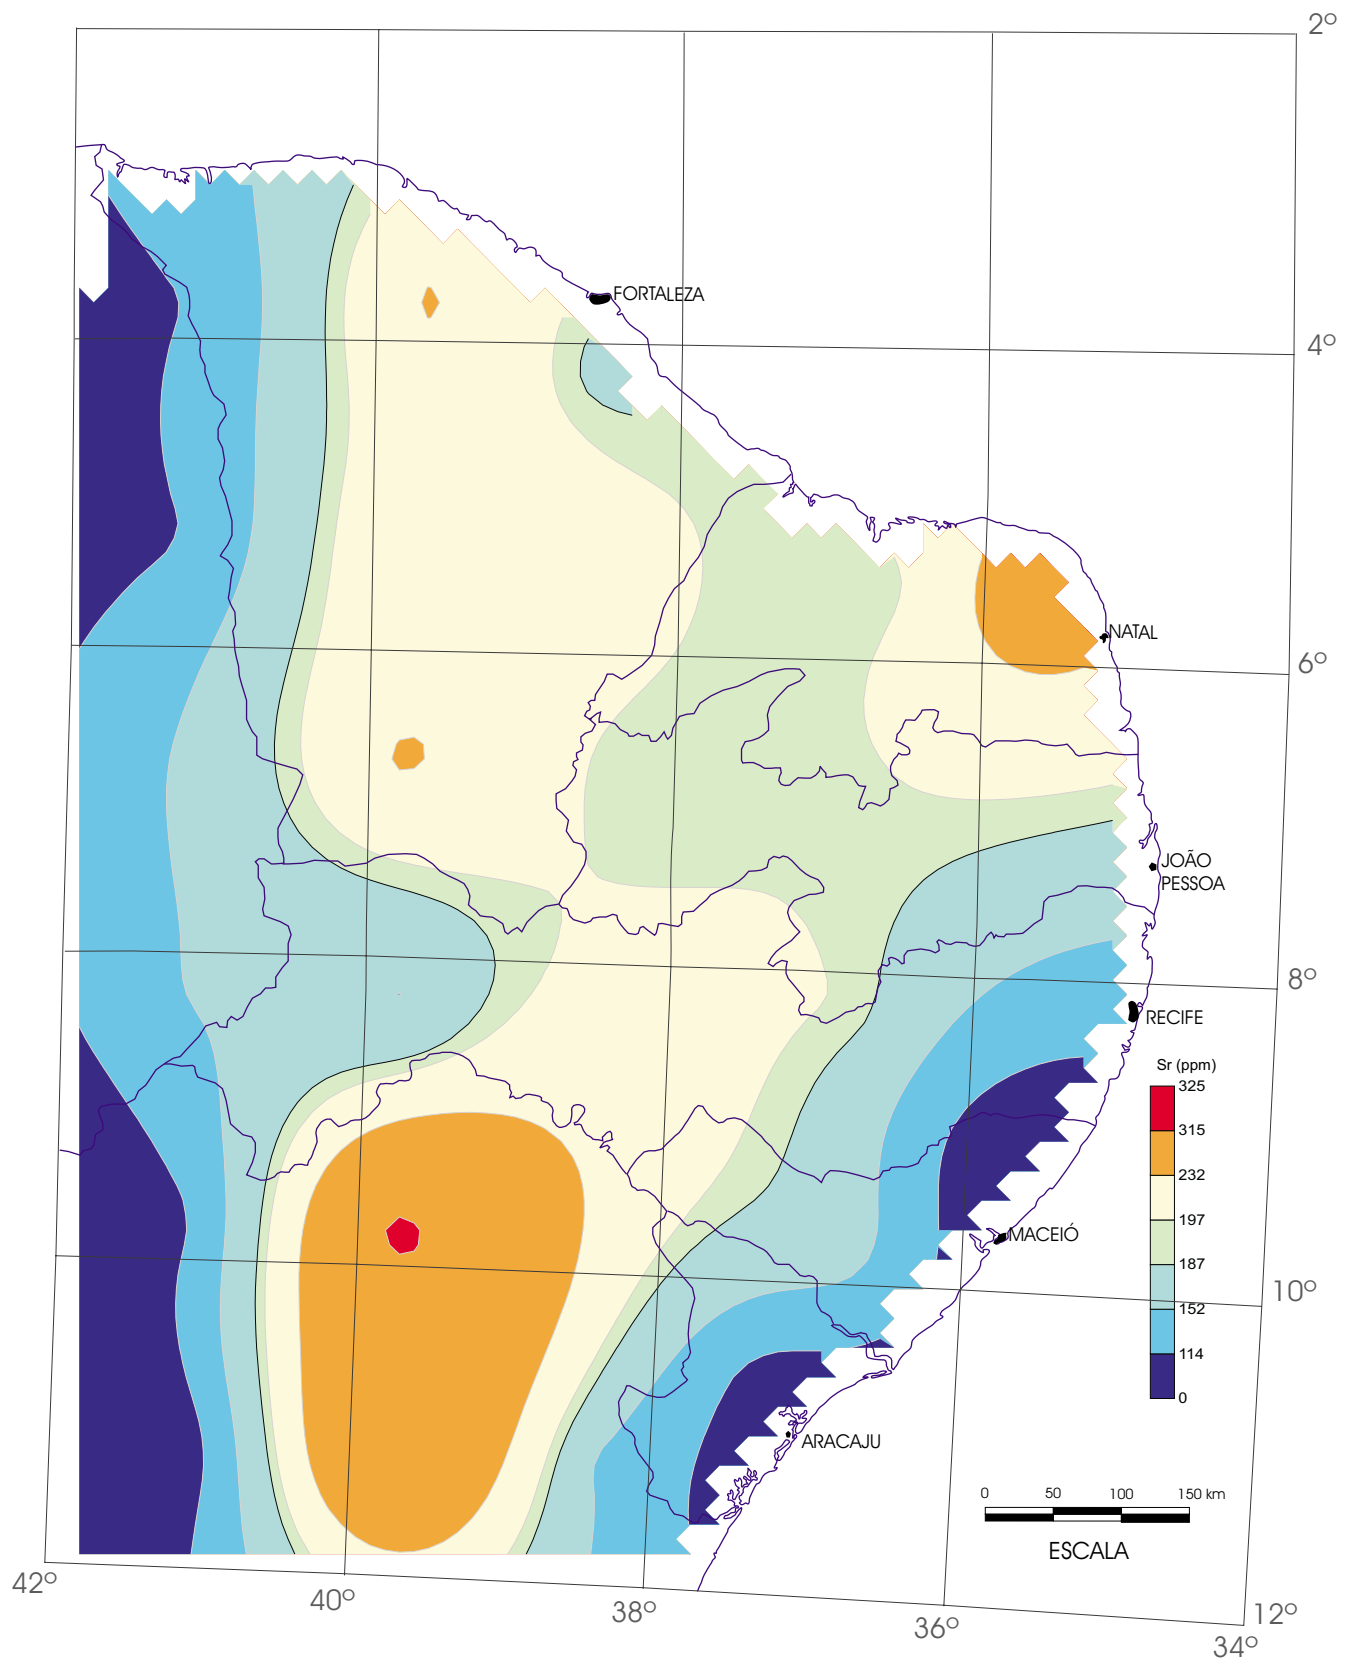 2º
FORTALEZA
4º
NATAL
6º
JOÃO
PESSOA
8º
RECIFE
Sr (ppm)
325
315
232
197
MACEIÓ
187
10º
152
114
0
ARACAJU
0 50 100 150 km
ESCALA
42º
40º
38º
36º
12º
34º